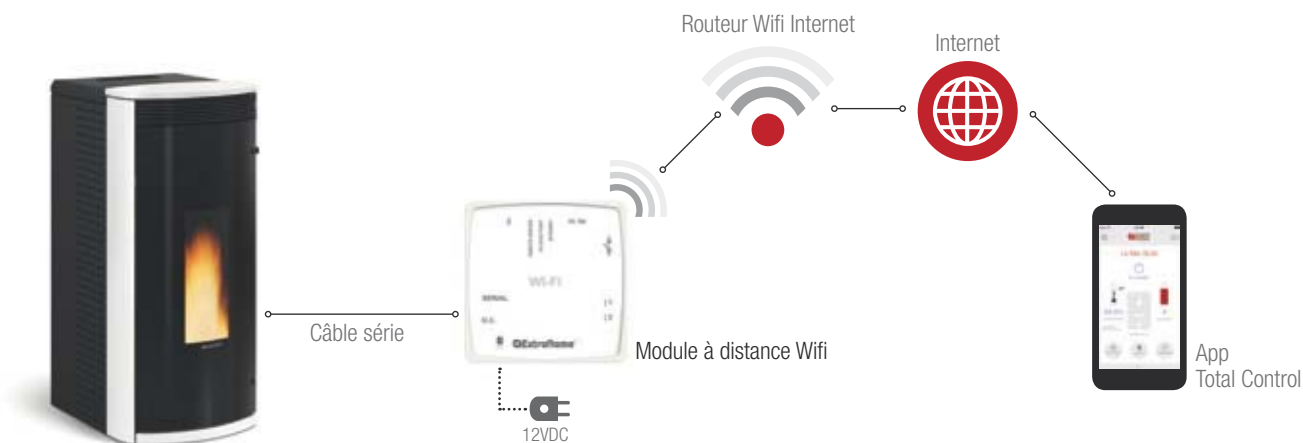 Routeur Wifi Internet
Internet
WI-FI
SERIAL
Extraflame
Câble série
Module à distance Wifi
12VDC
App
Total Control